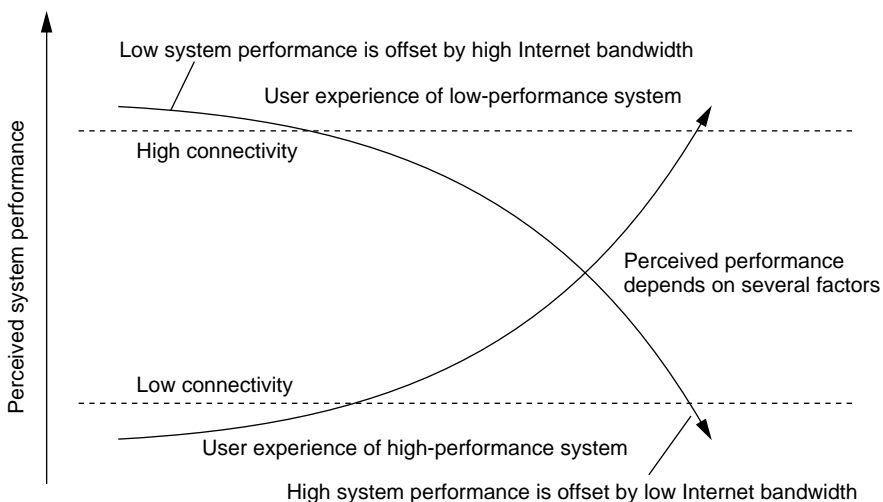 Low system performance is offset by high Internet bandwidth
User experience of low-performance system
High connectivity
Perceived system performance
Perceived performance
depends on several factors
Low connectivity
User experience of high-performance system
High system performance is offset by low Internet bandwidth